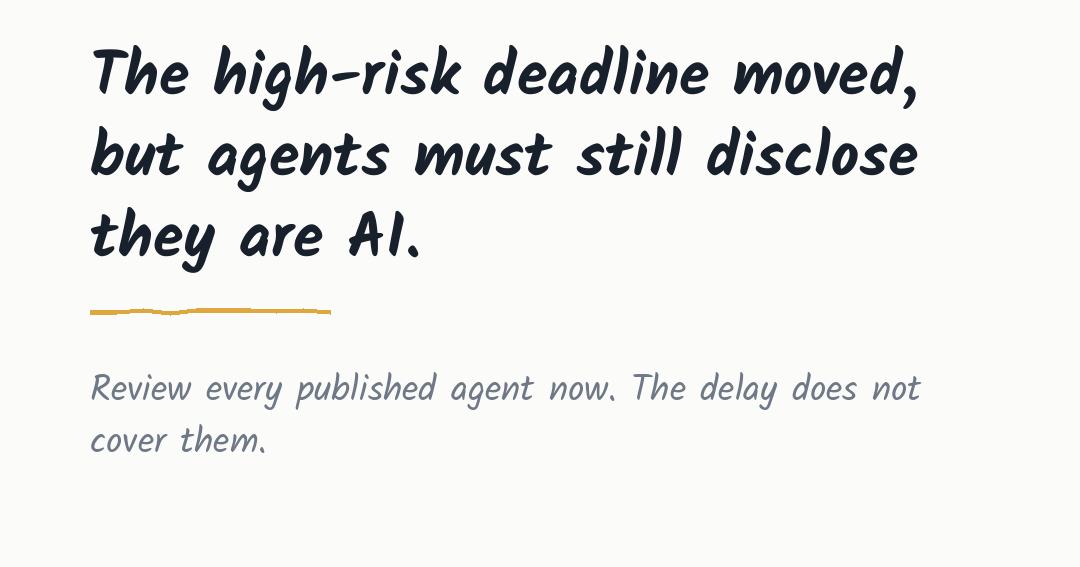 The high-risk deadline moved,
but agents must still disclose
they are AI.
Review every published agent now. The delay does not
cover them.